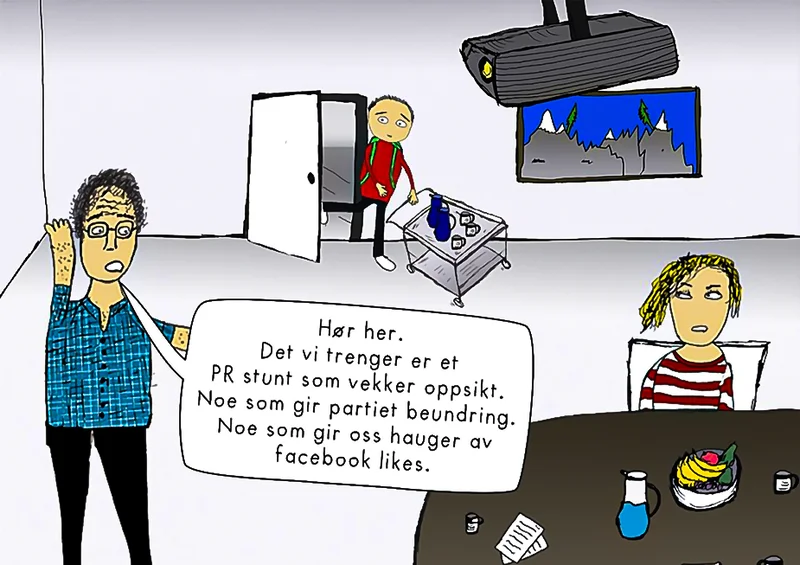 Hør her.
Det vi trenger er et
PR stunt som vekker oppsikt.
Noe som gir partiet beundring.
Noe som gir oss hauger av
facebook likes.